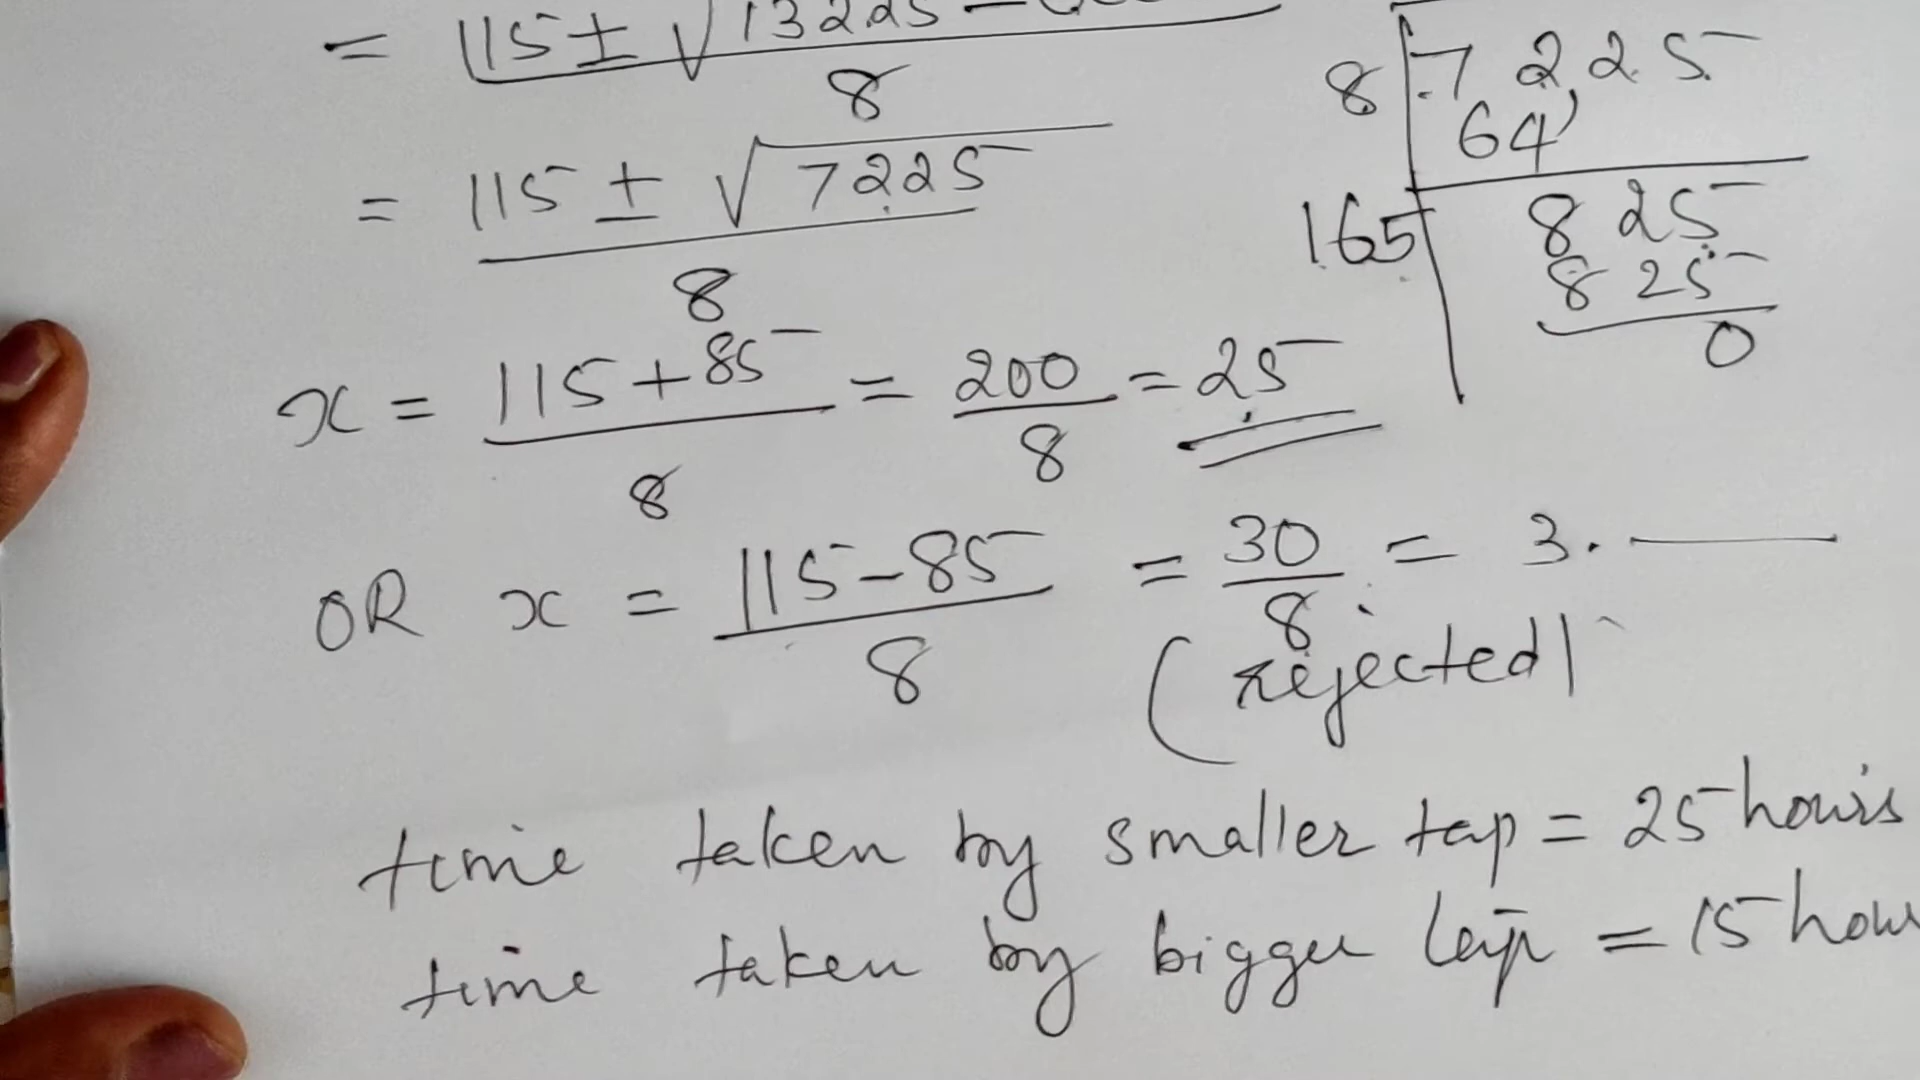 = 115 ± √13225 −
8
= 115 ± √7225
8
x = 115 + 85 = 200 = 25
8 8
OR x = 115 − 85 = 30 = 3. ——
8 8
(rejected)
time taken by smaller tap = 25 hours
time taken by bigger tap = 15 hou
8 7225
64
165 825
825
0